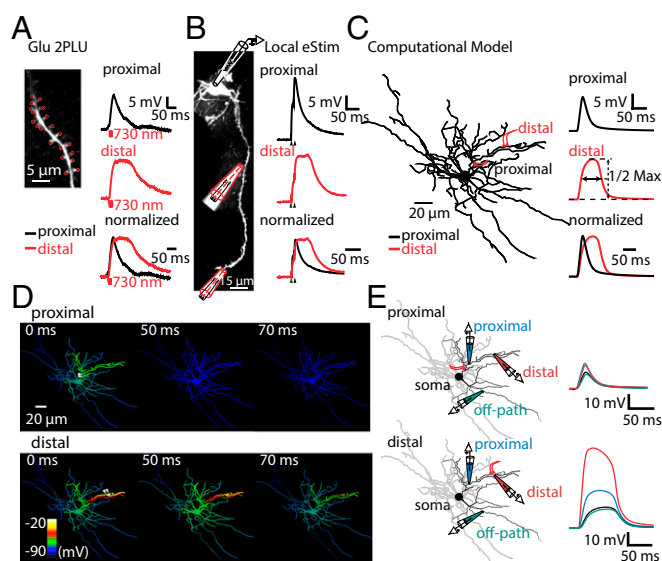 A
Glu 2PLU
proximal
5 mV
50 ms
730 nm
distal
5 µm
normalized
proximal
distal
50 ms
730 nm
B
Local eStim
proximal
5 mV
50 ms
distal
normalized
50 ms
15 µm
C
Computational Model
proximal
5 mV
50 ms
distal
proximal
distal
1/2 Max
20 µm
proximal
distal
normalized
50 ms
D
proximal
0 ms
50 ms
70 ms
20 µm
distal
0 ms
50 ms
70 ms
-20
-90
(mV)
E
proximal
proximal
distal
soma
off-path
10 mV
50 ms
distal
proximal
distal
soma
off-path
10 mV
50 ms